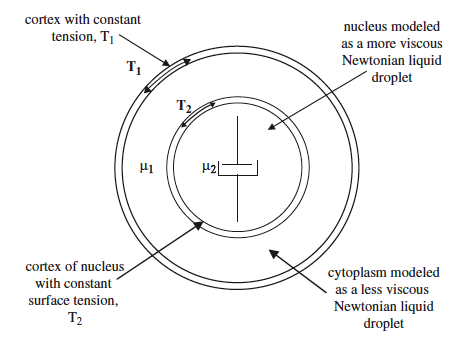 cortex with constant
tension, T₁
nucleus modeled
as a more viscous
Newtonian liquid
droplet
T₁
T₂
μ₁
μ₂
cortex of nucleus
with constant
surface tension,
T₂
cytoplasm modeled
as a less viscous
Newtonian liquid
droplet